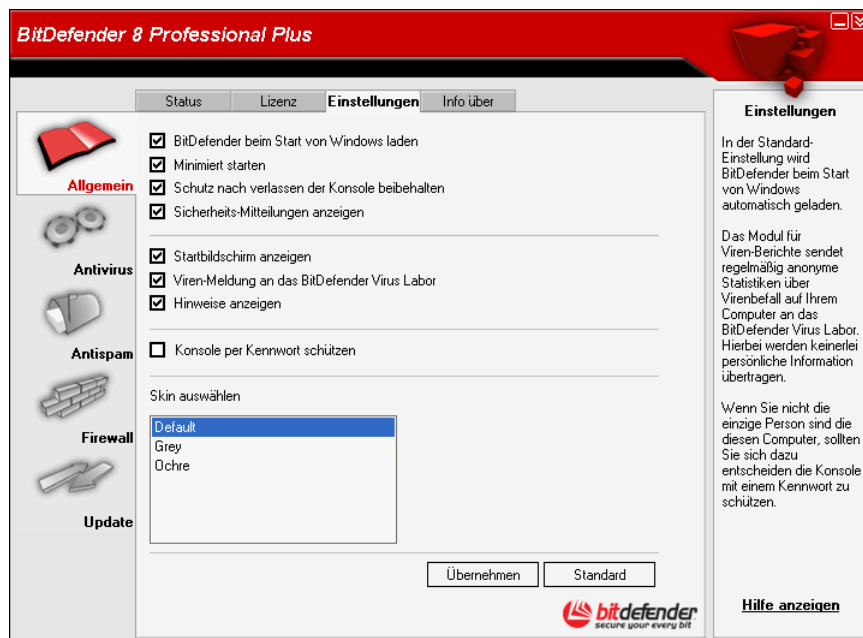 BitDefender 8 Professional Plus
Status
Lizenz
Einstellungen
Info über
Allgemein
Antivirus
Antispam
Firewall
Update
BitDefender beim Start von Windows laden
Minimiert starten
Schutz nach verlassen der Konsole beibehalten
Sicherheits-Mitteilungen anzeigen
Startbildschirm anzeigen
Viren-Meldung an das BitDefender Virus Labor
Hinweise anzeigen
Konsole per Kennwort schützen
Skin auswählen
Default
Grey
Ochre
Übernehmen
Standard
bitdefender
secure your every bit
Einstellungen
In der Standard-
Einstellung wird
BitDefender beim Start
von Windows
automatisch geladen.
Das Modul für
Viren-Berichte sendet
regelmäßig anonyme
Statistiken über
Virenbefall auf Ihrem
Computer an das
BitDefender Virus Labor.
Hierbei werden keinerlei
persönliche Information
übertragen.
Wenn Sie nicht die
einzige Person sind die
diesen Computer, sollten
Sie sich dazu
entscheiden die Konsole
mit einem Kennwort zu
schützen.
Hilfe anzeigen